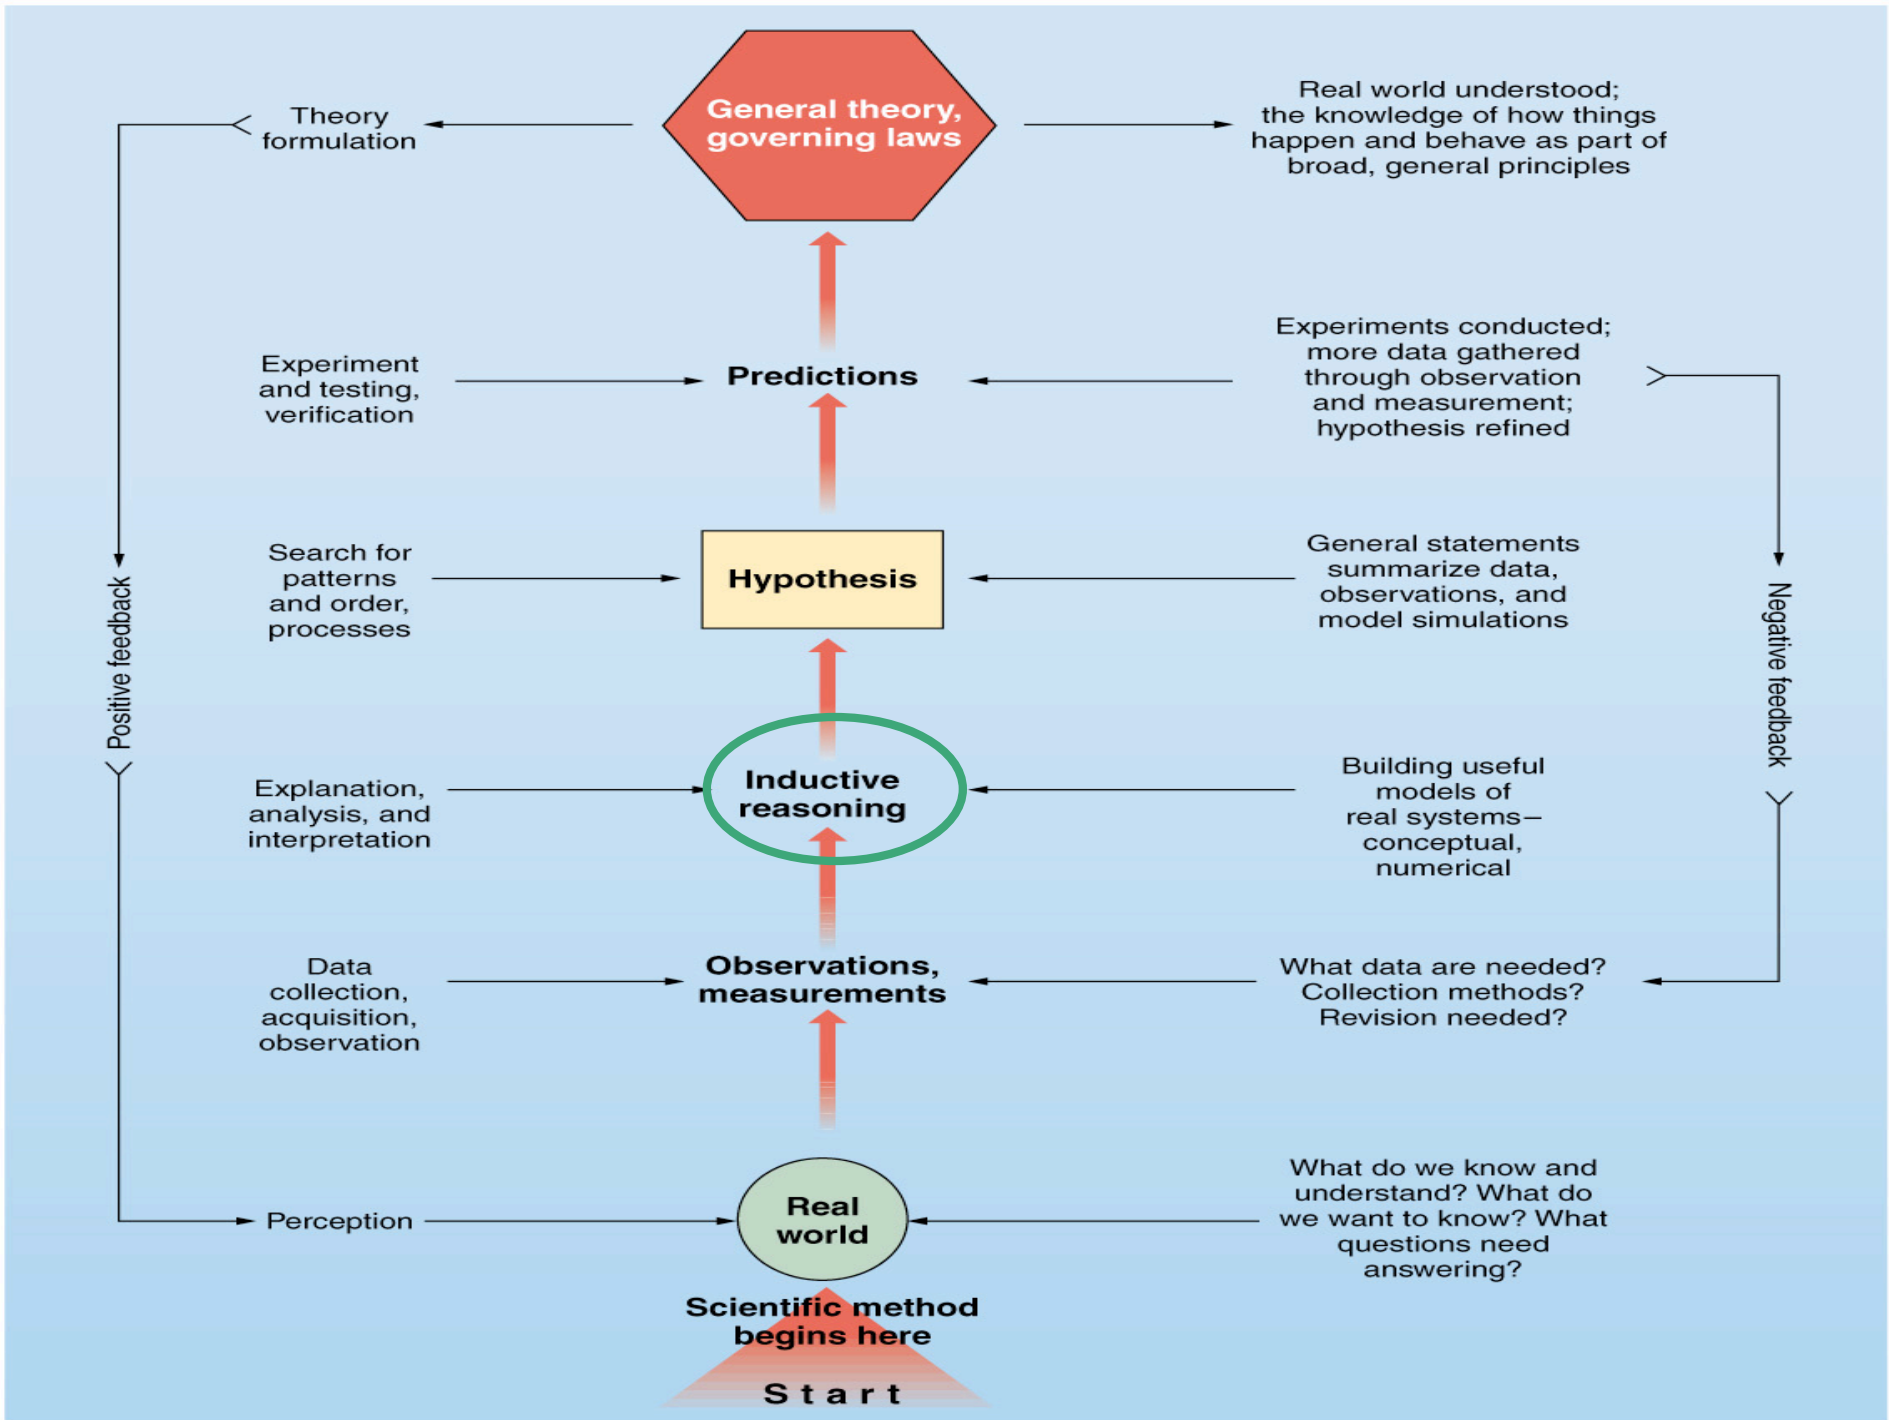 Theory
formulation
General theory,
governing laws
Real world understood;
the knowledge of how things
happen and behave as part of
broad, general principles
Experiment
and testing,
verification
Predictions
Experiments conducted;
more data gathered
through observation
and measurement;
hypothesis refined
Search for
patterns
and order,
processes
Hypothesis
General statements
summarize data,
observations, and
model simulations
Positive feedback
Negative feedback
Explanation,
analysis, and
interpretation
Inductive
reasoning
Building useful
models of
real systems–
conceptual,
numerical
Data
collection,
acquisition,
observation
Observations,
measurements
What data are needed?
Collection methods?
Revision needed?
Perception
Real
world
What do we know and
understand? What do
we want to know? What
questions need
answering?
Scientific method
begins here
Start